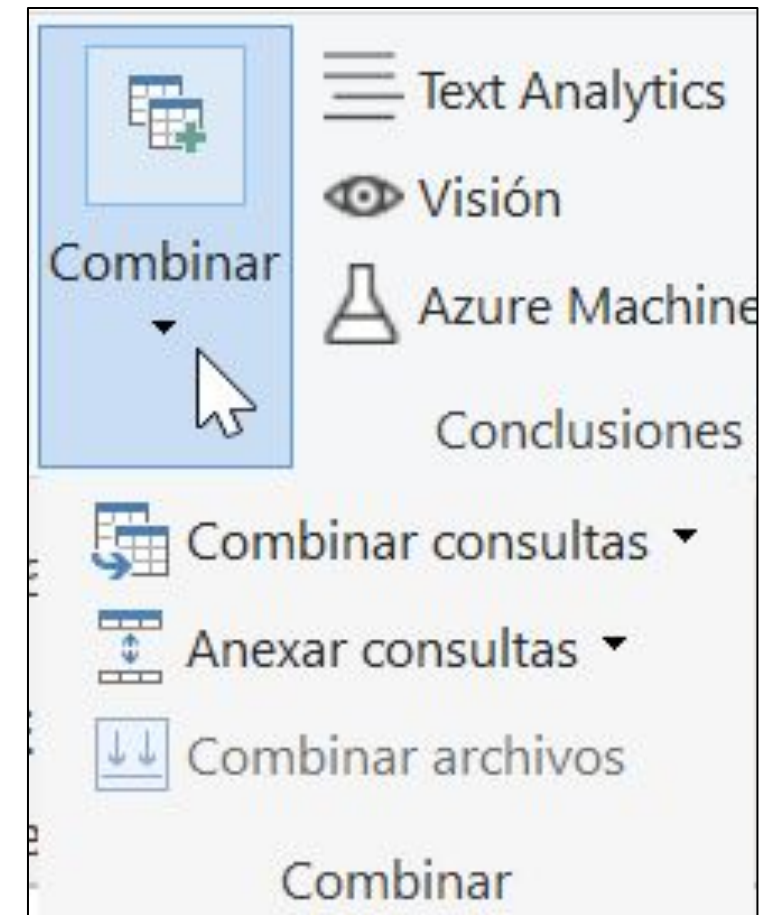 Combinar
Text Analytics
Visión
Azure Machine
Conclusiones
Combinar consultas
Anexar consultas
Combinar archivos
Combinar